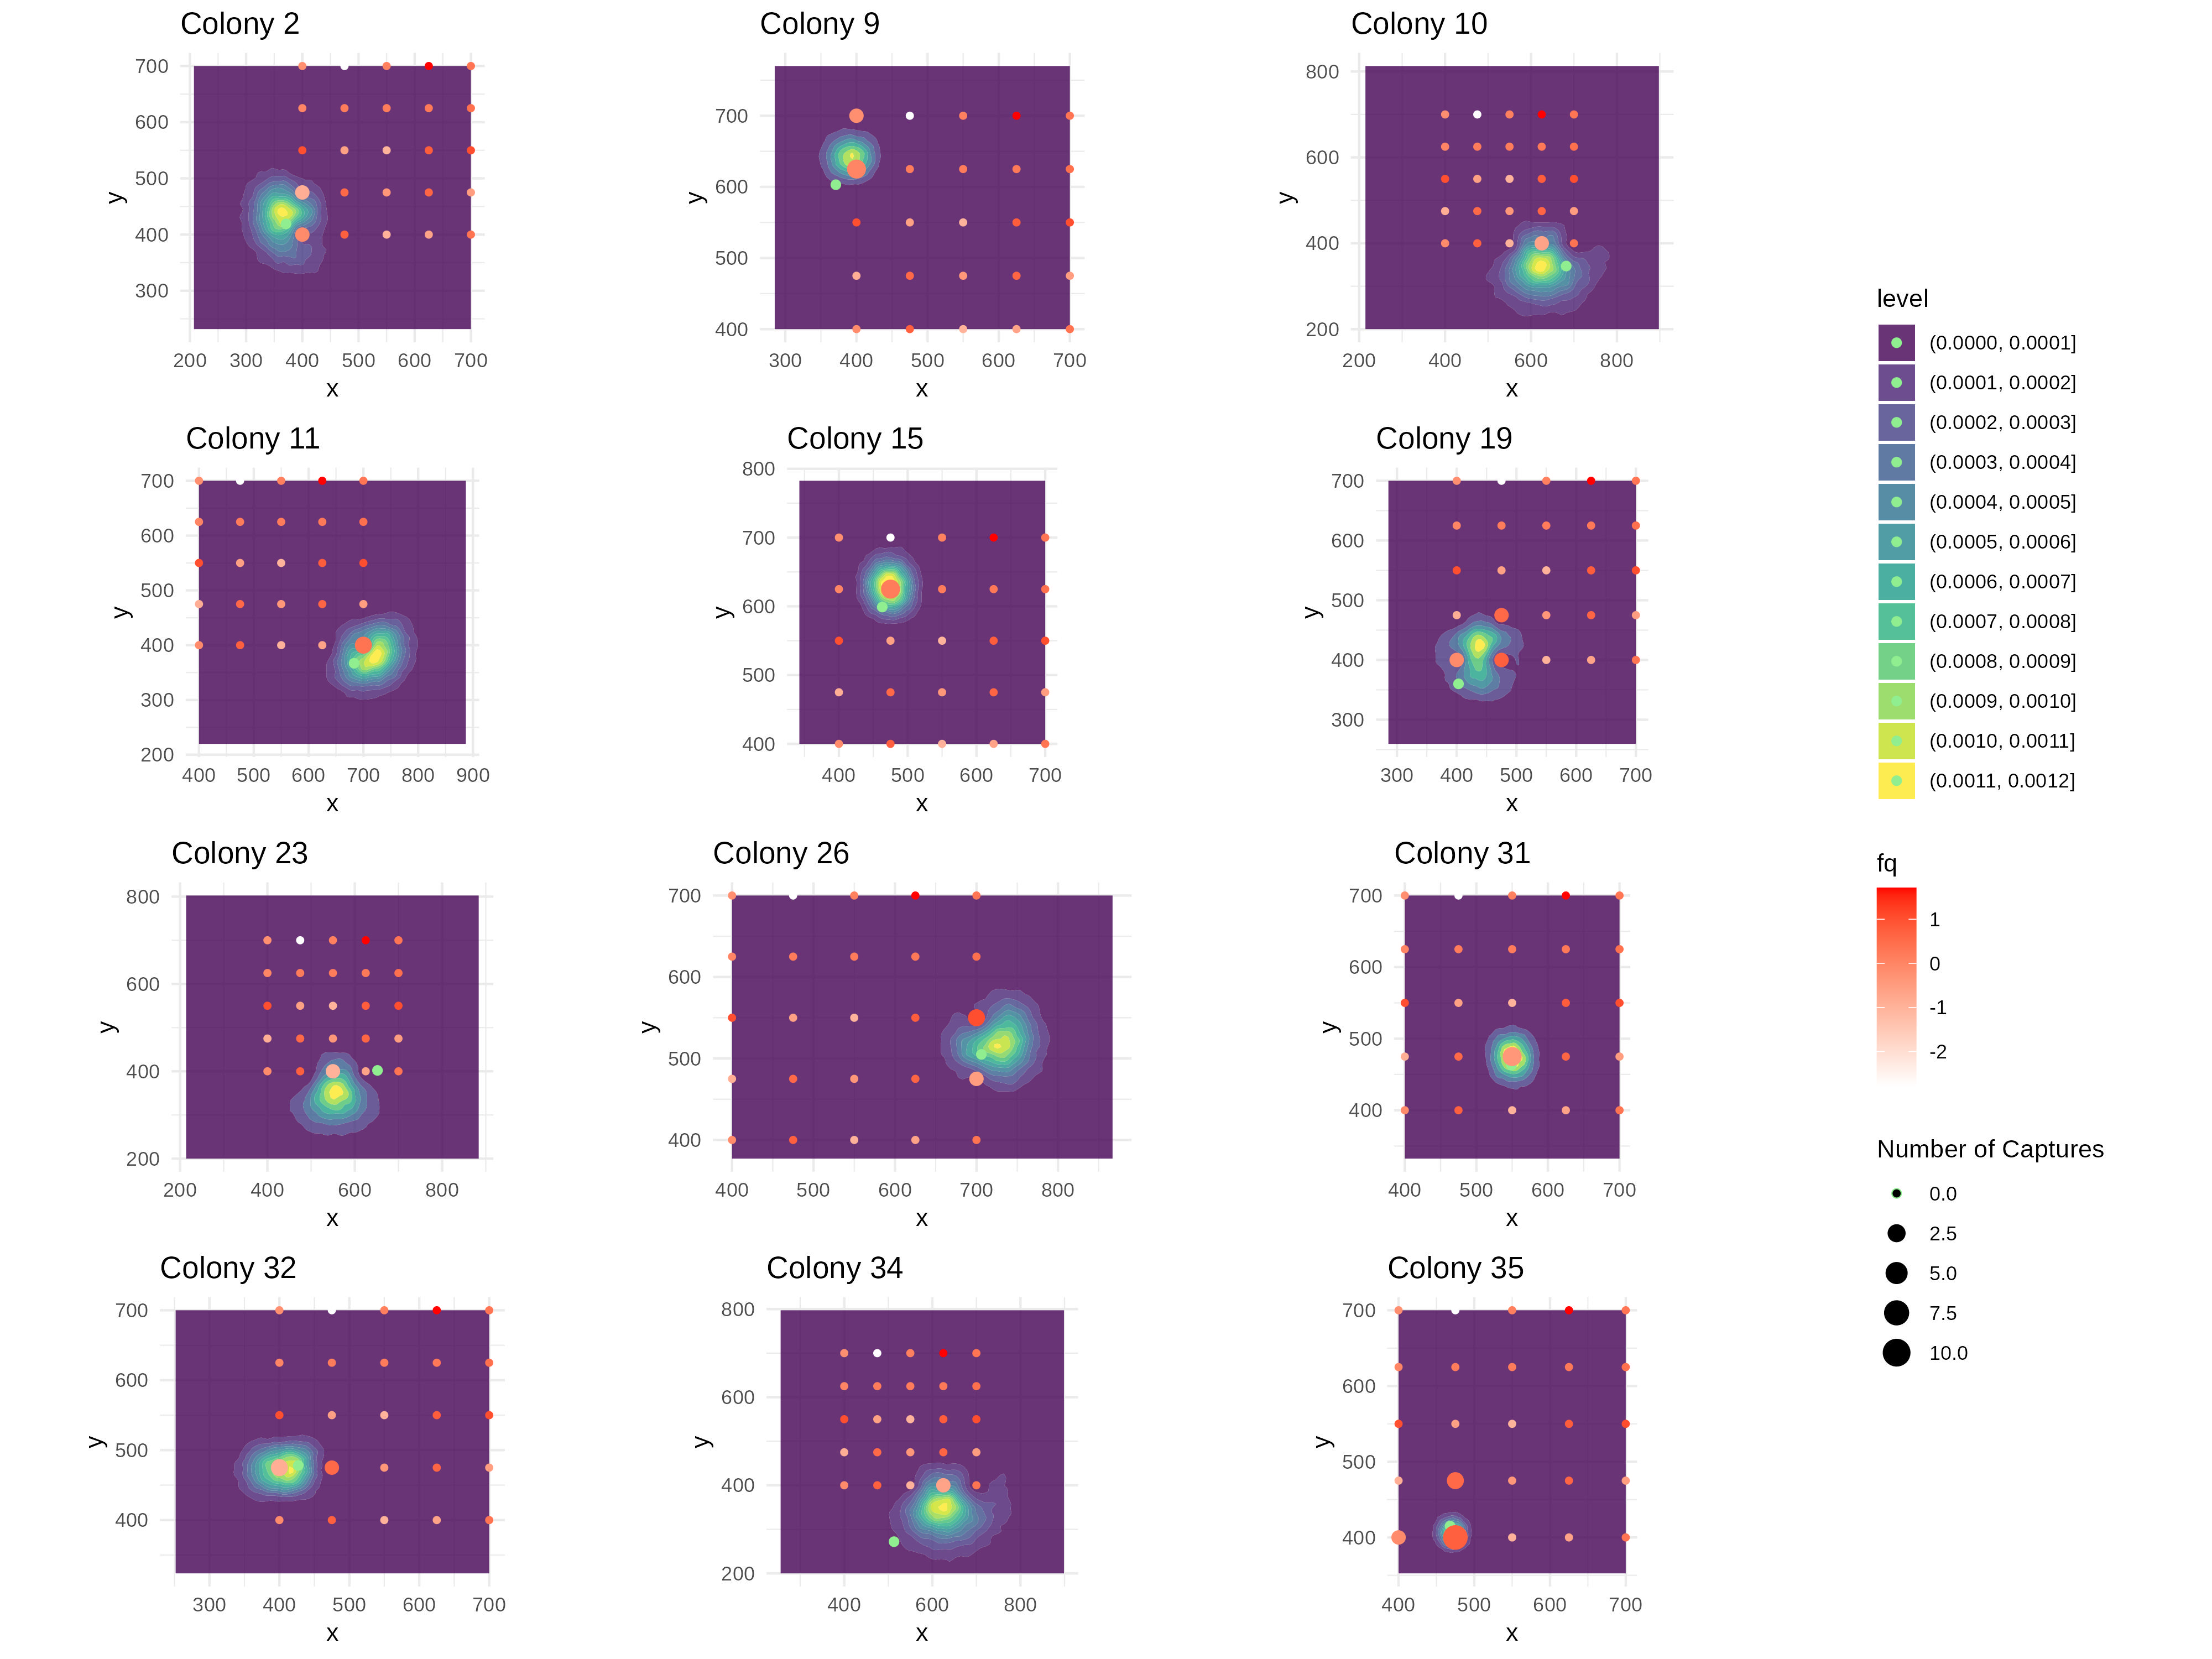 Colony 2
Colony 9
Colony 10
700
600
500
400
300
y
200 300 400 500 600 700
x
700
600
500
400
y
300 400 500 600 700
x
800
600
400
200
y
200 400 600 800
x
Colony 11
Colony 15
Colony 19
700
600
500
400
300
200
y
400 500 600 700 800 900
x
800
700
600
500
400
y
400 500 600 700
x
700
600
500
400
300
y
300 400 500 600 700
x
Colony 23
Colony 26
Colony 31
800
600
400
200
y
200 400 600 800
x
700
600
500
400
y
400 500 600 700 800
x
700
600
500
400
y
400 500 600 700
x
Colony 32
Colony 34
Colony 35
700
600
500
400
y
300 400 500 600 700
x
800
600
400
200
y
400 600 800
x
700
600
500
400
y
400 500 600 700
x
level
(0.0000, 0.0001]
(0.0001, 0.0002]
(0.0002, 0.0003]
(0.0003, 0.0004]
(0.0004, 0.0005]
(0.0005, 0.0006]
(0.0006, 0.0007]
(0.0007, 0.0008]
(0.0008, 0.0009]
(0.0009, 0.0010]
(0.0010, 0.0011]
(0.0011, 0.0012]
fq
1
0
-1
-2
Number of Captures
0.0
2.5
5.0
7.5
10.0